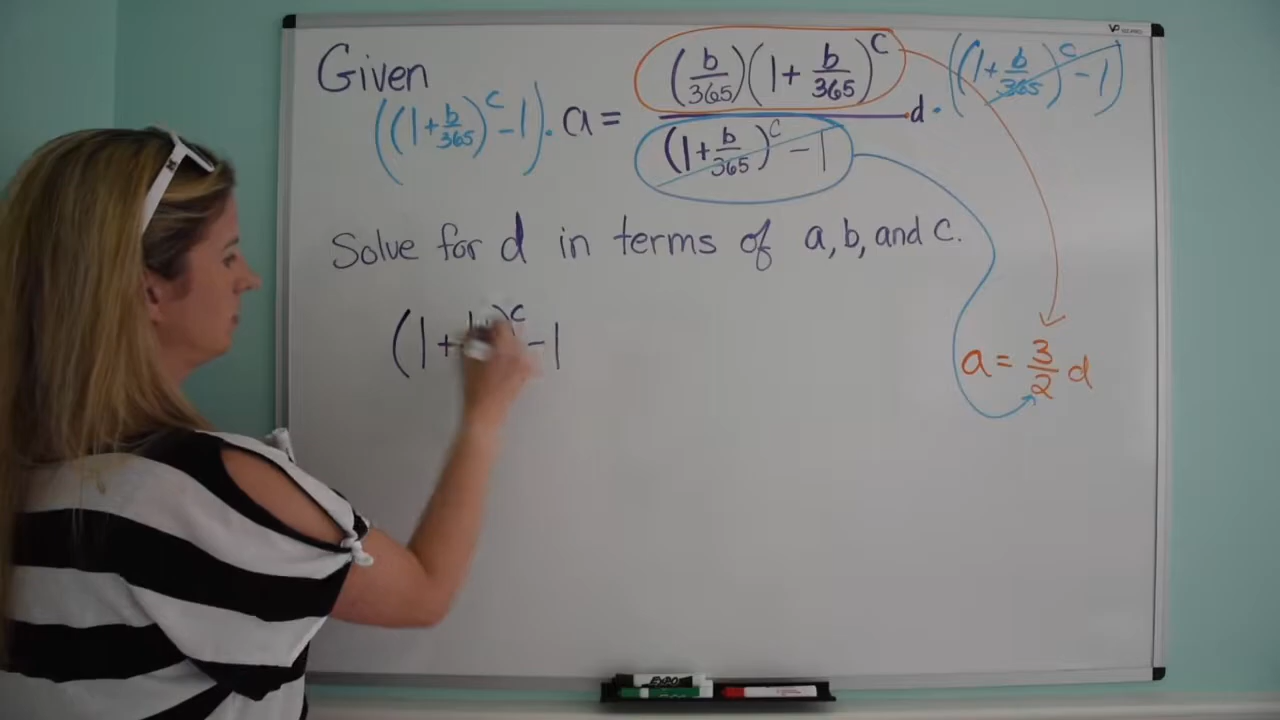 Given
((1+b/365)^c -1)· a = (b/365)(1+b/365)^c / (1+b/365)^c -1 d · ((1+b/365)^c -1)
Solve for d in terms of a, b, and c.
(1+ )^c -1
a = 3/2 d
EXPO